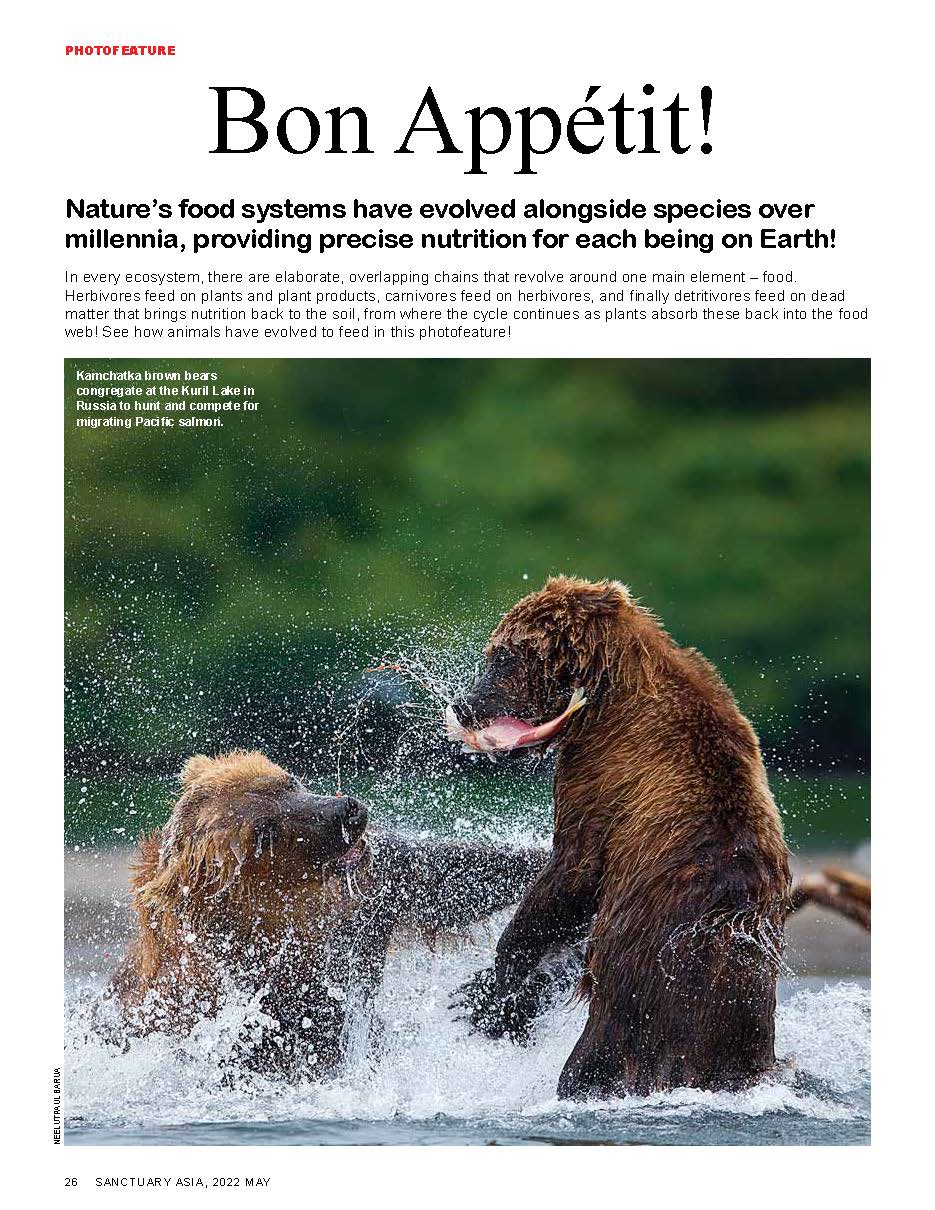 PHOTOFEATURE
Bon Appétit!
Nature's food systems have evolved alongside species over
millennia, providing precise nutrition for each being on Earth!
In every ecosystem, there are elaborate, overlapping chains that revolve around one main element – food.
Herbivores feed on plants and plant products, carnivores feed on herbivores, and finally detritivores feed on dead
matter that brings nutrition back to the soil, from where the cycle continues as plants absorb these back into the food
web! See how animals have evolved to feed in this photofeature!
Kamchatka brown bears
congregate at the Kuril Lake in
Russia to hunt and compete for
migrating Pacific salmon.
NEELUTPAUL BARUA
26 SANCTUARY ASIA, 2022 MAY